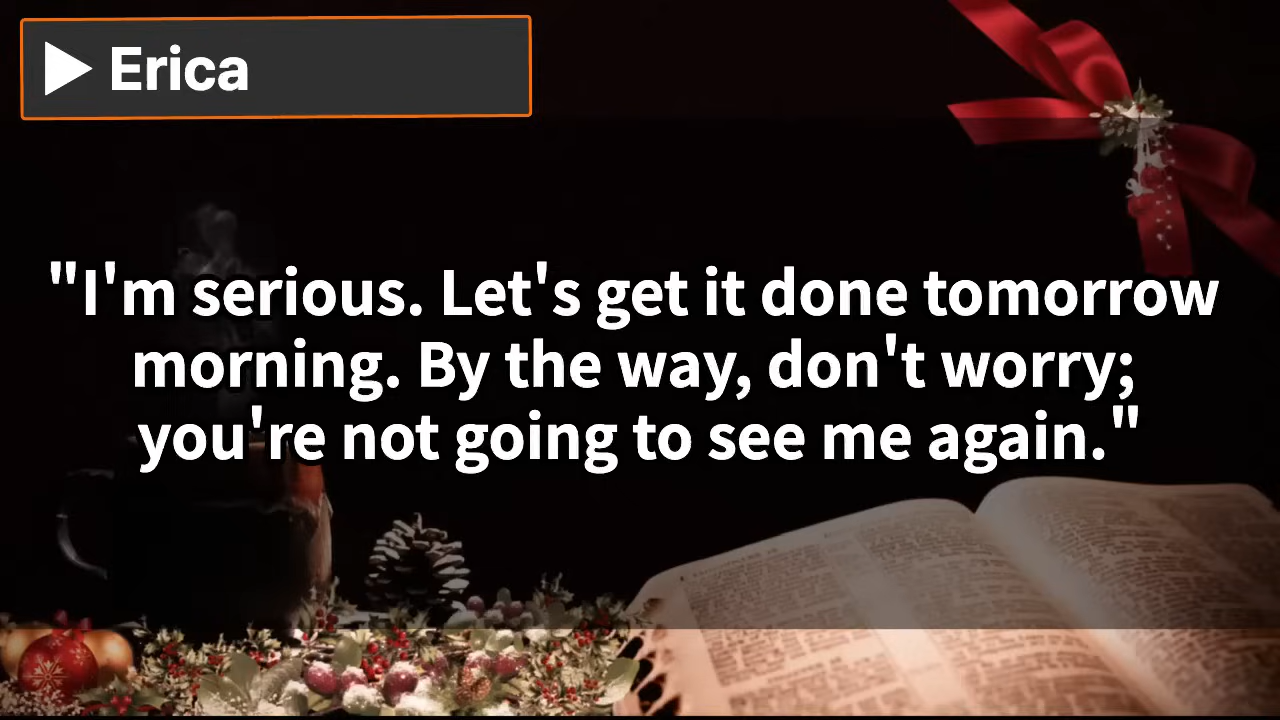 Erica
"I'm serious. Let's get it done tomorrow
morning. By the way, don't worry;
you're not going to see me again."